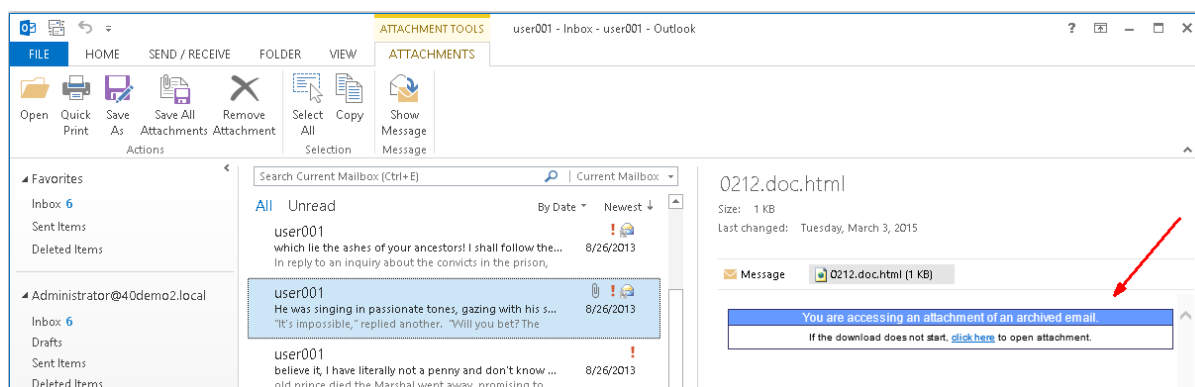 ATTACHMENT TOOLS
user001 - Inbox - user001 - Outlook
?
FILE HOME SEND / RECEIVE FOLDER VIEW ATTACHMENTS
Open Quick Print Save As Save All Attachments Remove Attachment Select All Copy Show Message
Actions Selection Message
Favorites
Inbox 6
Sent Items
Deleted Items
Administrator@40demo2.local
Inbox 6
Drafts
Sent Items
Deleted Items
Search Current Mailbox (Ctrl+E) Current Mailbox
All Unread By Date Newest ↓
user001
which lie the ashes of your ancestors! I shall follow the... 8/26/2013
In reply to an inquiry about the convicts in the prison,
user001
He was singing in passionate tones, gazing with his s... 8/26/2013
"It's impossible," replied another. "Will you bet? The
user001
believe it, I have literally not a penny and don't know ... 8/26/2013
old prince died the Marshal went away, promising to
0212.doc.html
Size: 1 KB
Last changed: Tuesday, March 3, 2015
Message 0212.doc.html (1 KB)
You are accessing an attachment of an archived email.
If the download does not start, click here to open attachment.